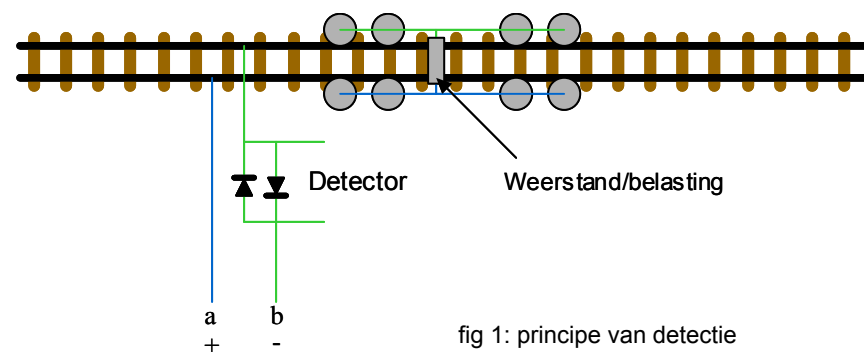 Detector
Weerstand/belasting
a b
+ -
fig 1: principe van detectie